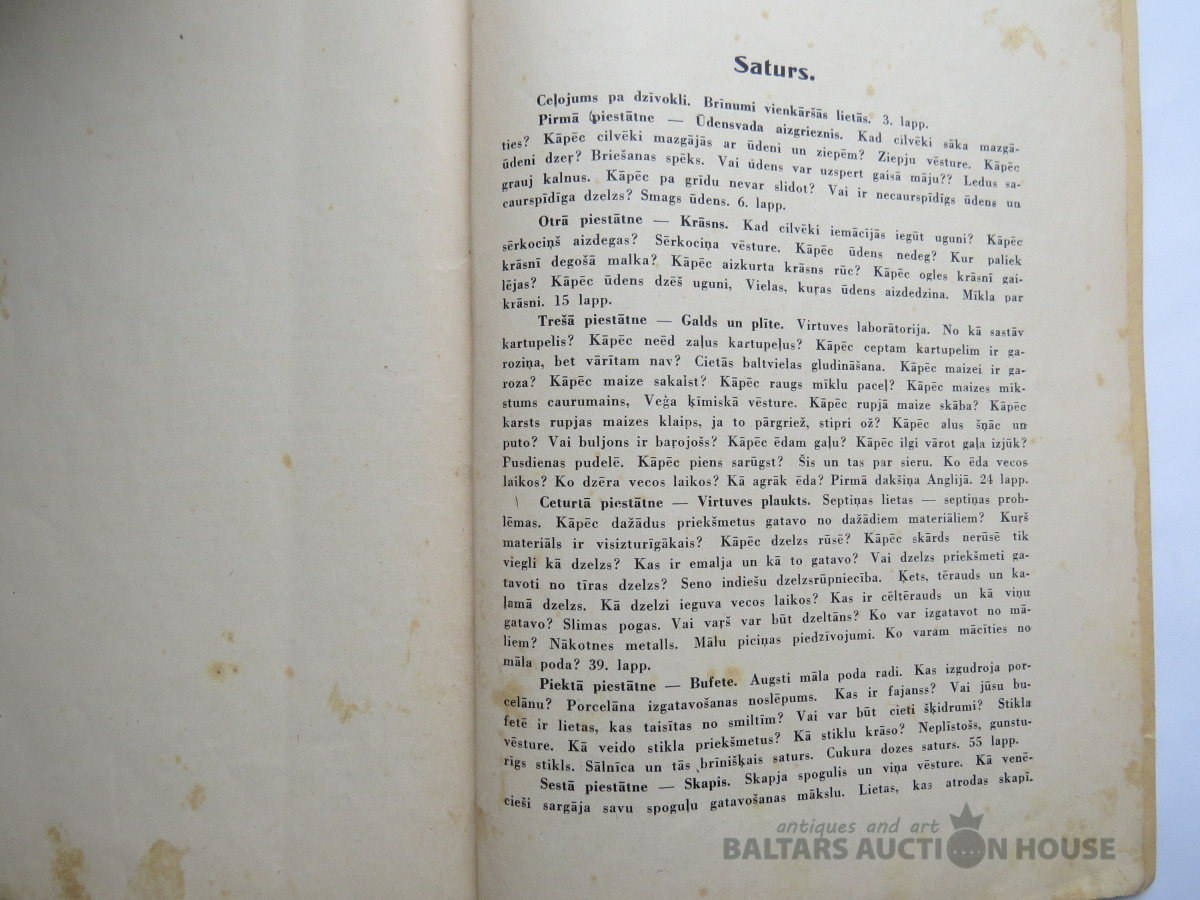 Saturs.
Ceļojums pa dzīvokli. Brīnumi vienkāršās lietās. 3. lapp.
Pirmā piestātne — Ūdensvada aizgrieznis. Kad cilvēki sāka mazgā-
ties? Kāpēc cilvēki mazgājās ar ūdeni un ziepēm? Ziepju vēsture. Kāpēc
ūdeni dzeŗ? Briešanas spēks. Vai ūdens var uzspert gaisā māju?? Ledus sa-
grauj kalnus. Kāpēc pa grīdu nevar slidot? Vai ir necaurspīdīgs ūdens un
caurspīdīga dzelzs? Smags ūdens. 6. lapp.
Otrā piestātne — Krāsns. Kad cilvēki iemācījās iegūt uguni? Kāpēc
sērkociņš aizdegas? Sērkociņa vēsture. Kāpēc ūdens nedeg? Kur paliek
krāsnī degošā malka? Kāpēc aizkurta krāsns rūc? Kāpēc ogles krāsnī gai-
lējas? Kāpēc ūdens dzēš uguni, Vielas, kuŗas ūdens aizdedzina. Mīkla par
krāsni. 15 lapp.
Trešā piestātne — Galds un plīte. Virtuves laborātorija. No kā sastāv
kartupelis? Kāpēc neēd zaļus kartupeļus? Kāpēc ceptam kartupelim ir ga-
roziņa, bet vārītam nav? Cietās baltvielas gludināšana. Kāpēc maizei ir ga-
roza? Kāpēc maize sakalst? Kāpēc raugs mīklu paceļ? Kāpēc maizes mīk-
stums caurumains, Veģa ķīmiskā vēsture. Kāpēc rupjā maize skāba? Kāpēc
karsts rupjas maizes klaips, ja to pārgriež, stipri ož? Kāpēc alus šņāc un
puto? Vai buljons ir baŗojošs? Kāpēc ēdam gaļu? Kāpēc ilgi vārot gaļa izjūk?
Pusdienas pudelē. Kāpēc piens sarūgst? Šis un tas par sieru. Ko ēda vecos
laikos? Ko dzēra vecos laikos? Kā agrāk ēda? Pirmā dakšiņa Anglijā. 24 lapp.
Ceturtā piestātne — Virtuves plaukts. Septiņas lietas — septiņas prob-
lēmas. Kāpēc dažādus priekšmetus gatavo no dažādiem materiāliem? Kuŗš
materiāls ir visizturīgākais? Kāpēc dzelzs rūsē? Kāpēc skārds nerūsē tik
viegli kā dzelzs? Kas ir emalja un kā to gatavo? Vai dzelzs priekšmeti ga-
tavoti no tīras dzelzs? Seno indiešu dzelzsrūpniecība. Ķets, tērauds un ka-
ļamā dzelzs. Kā dzelzi ieguva vecos laikos? Kas ir cēltērauds un kā viņu
gatavo? Slimas pogas. Vai vaŗš var būt dzeltāns? Ko var izgatavot no mā-
liem? Nākotnes metalls. Mālu piciņas piedzīvojumi. Ko varam mācīties no
māla poda? 39. lapp.
Piektā piestātne — Bufete. Augsti māla poda radi. Kas izgudroja por-
celānu? Porcelāna izgatavošanas noslēpums. Kas ir fajanss? Vai jūsu bu-
fetē ir lietas, kas taisītas no smiltīm? Vai var būt cieti šķidrumi? Stikla
vēsture. Kā veido stikla priekšmetus? Kā stiklu krāso? Neplīstošs, gunstu-
rīgs stikls. Sālnīca un tās brīnišķais saturs. Cukura dozes saturs. 55 lapp.
Sestā piestātne — Skapis. Skapja spogulis un viņa vēsture. Kā venē-
cieši sargāja savu spoguļu gatavošanas mākslu. Lietas, kas atrodas skapī.
antiques and art
BALTARS AUCTION HOUSE